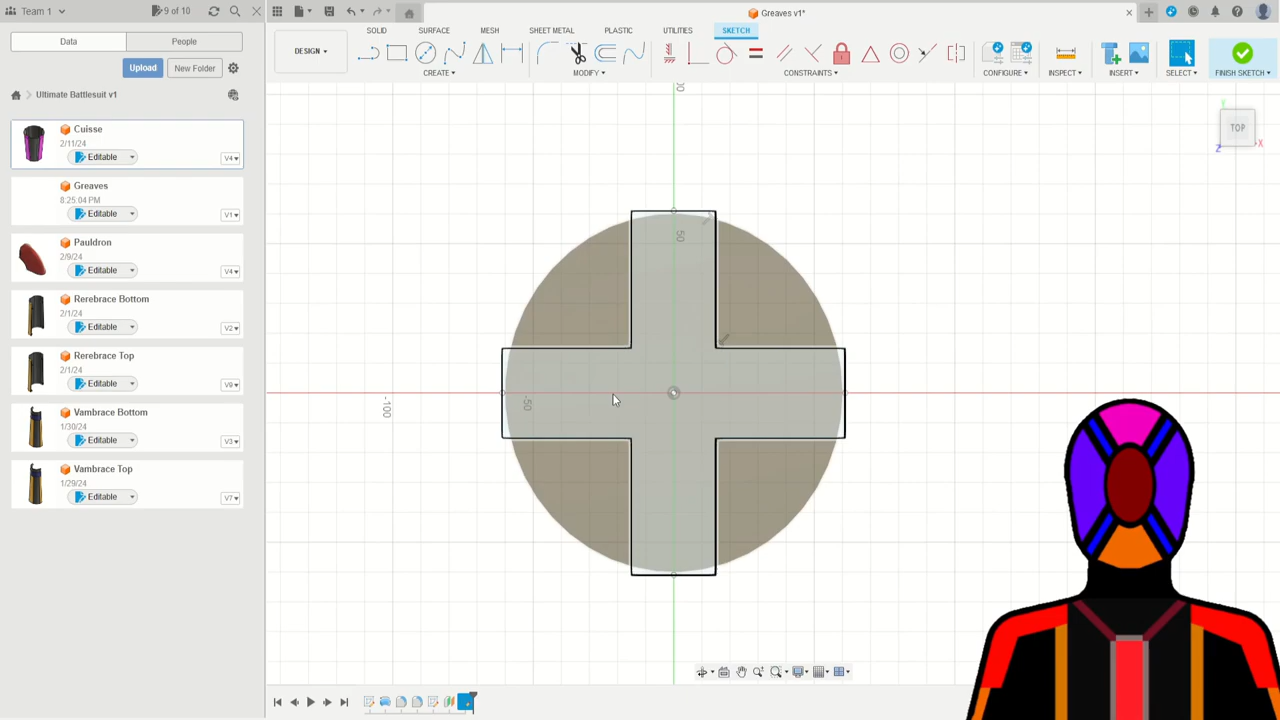 Team 1
9 of 10
Greaves v1*
Data
People
Upload
New Folder
Ultimate Battlesuit v1
Cuisse
2/11/24
Editable
V4
Greaves
8:25:04 PM
Editable
V1
Pauldron
2/9/24
Editable
V4
Rerebrace Bottom
2/1/24
Editable
V2
Rerebrace Top
2/1/24
Editable
V9
Vambrace Bottom
1/30/24
Editable
V3
Vambrace Top
1/29/24
Editable
V7
DESIGN
SOLID
SURFACE
MESH
SHEET METAL
PLASTIC
UTILITIES
SKETCH
CREATE
MODIFY
CONSTRAINTS
CONFIGURE
INSPECT
INSERT
SELECT
FINISH SKETCH
50
-100
-50
Y
TOP
X
Z